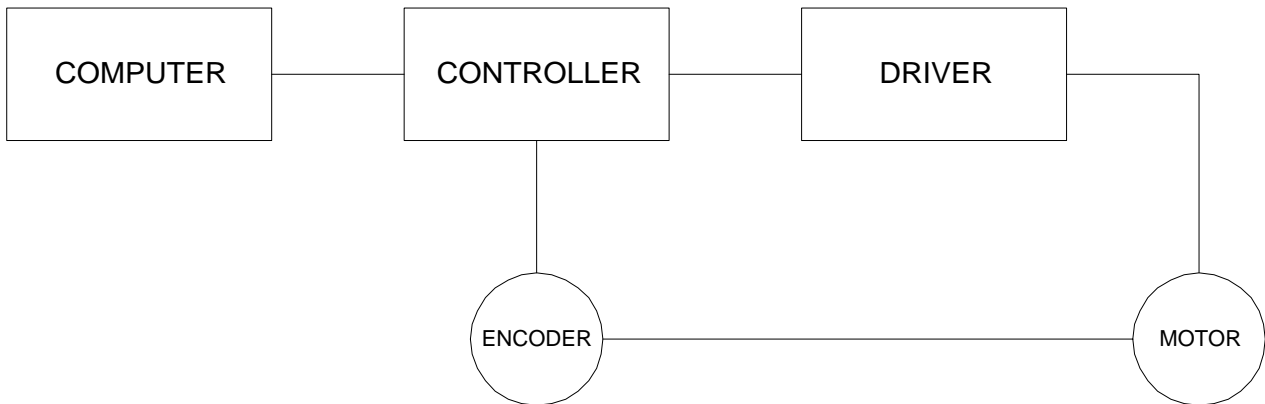 COMPUTER
CONTROLLER
DRIVER
ENCODER
MOTOR